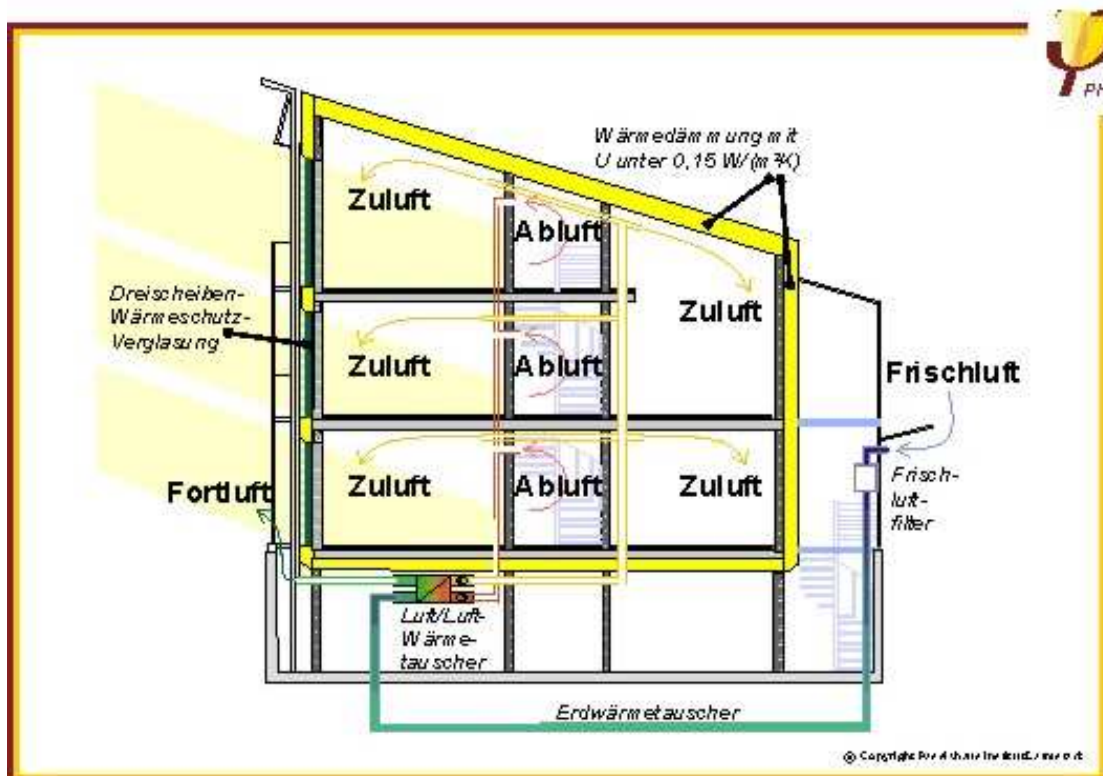 PH
Wärmedämmung mit
U unter 0,15 W/(m²K)
Zuluft
Abluft
Dreischeiben-
Wärmeschutz-
Verglasung
Zuluft
Zuluft
Abluft
Frischluft
Fortluft
Zuluft
Abluft
Zuluft
Frisch-
luft-
filter
Luft/Luft-
Wärme-
tauscher
Erdwärmetauscher
© Copyright